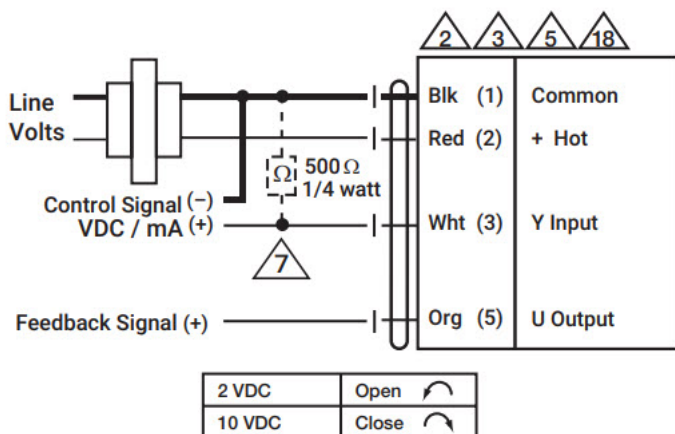 2 3 5 18
Line
Volts
Blk (1) Common
Red (2) + Hot
Ω 500 Ω
1/4 watt
Control Signal (−)
VDC / mA (+)
Wht (3) Y Input
7
Feedback Signal (+)
Org (5) U Output
2 VDC Open
10 VDC Close